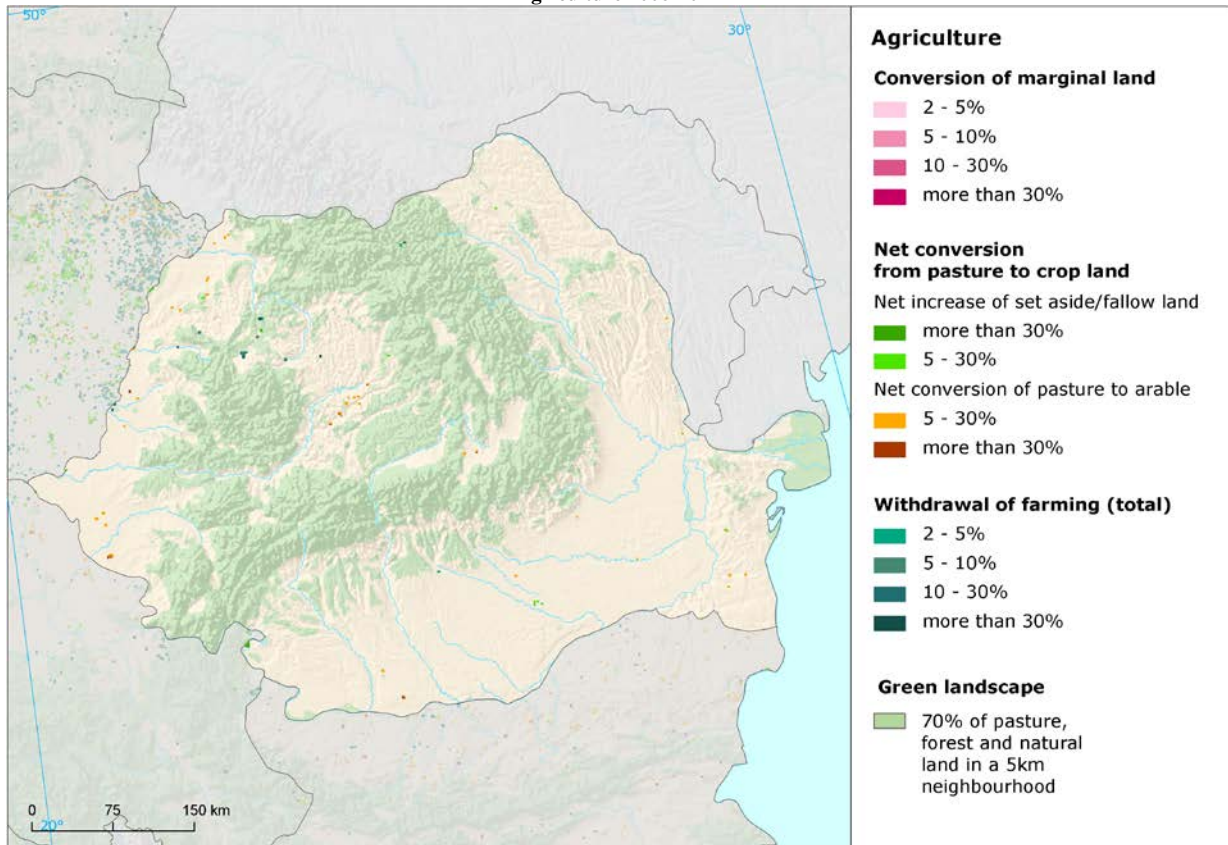 50°
30°
20°
0 75 150 km
Agriculture
Conversion of marginal land
2 - 5%
5 - 10%
10 - 30%
more than 30%
Net conversion
from pasture to crop land
Net increase of set aside/fallow land
more than 30%
5 - 30%
Net conversion of pasture to arable
5 - 30%
more than 30%
Withdrawal of farming (total)
2 - 5%
5 - 10%
10 - 30%
more than 30%
Green landscape
70% of pasture,
forest and natural
land in a 5km
neighbourhood